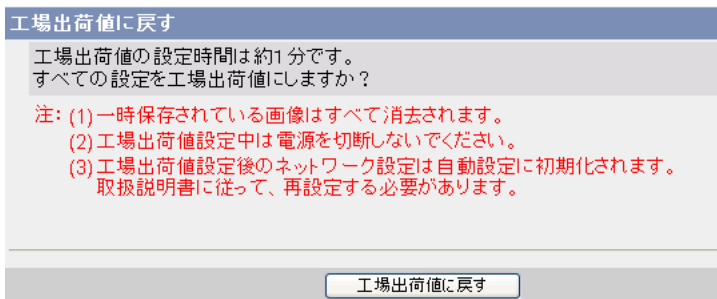 工場出荷値に戻す
工場出荷値の設定時間は約1分です。
すべての設定を工場出荷値にしますか？
注: (1)一時保存されている画像はすべて消去されます。
(2)工場出荷値設定中は電源を切断しないでください。
(3)工場出荷値設定後のネットワーク設定は自動設定に初期化されます。
取扱説明書に従って、再設定する必要があります。
工場出荷値に戻す